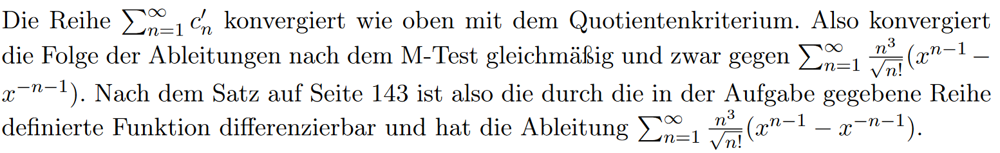 Die Reihe $\sum_{n=1}^{\infty} c'_n$ konvergiert wie oben mit dem Quotientenkriterium. Also konvergiert
die Folge der Ableitungen nach dem M-Test gleichmäßig und zwar gegen $\sum_{n=1}^{\infty} \frac{n^3}{\sqrt{n!}}(x^{n-1} -$
$x^{-n-1})$. Nach dem Satz auf Seite 143 ist also die durch die in der Aufgabe gegebene Reihe
definierte Funktion differenzierbar und hat die Ableitung $\sum_{n=1}^{\infty} \frac{n^3}{\sqrt{n!}}(x^{n-1} - x^{-n-1})$.